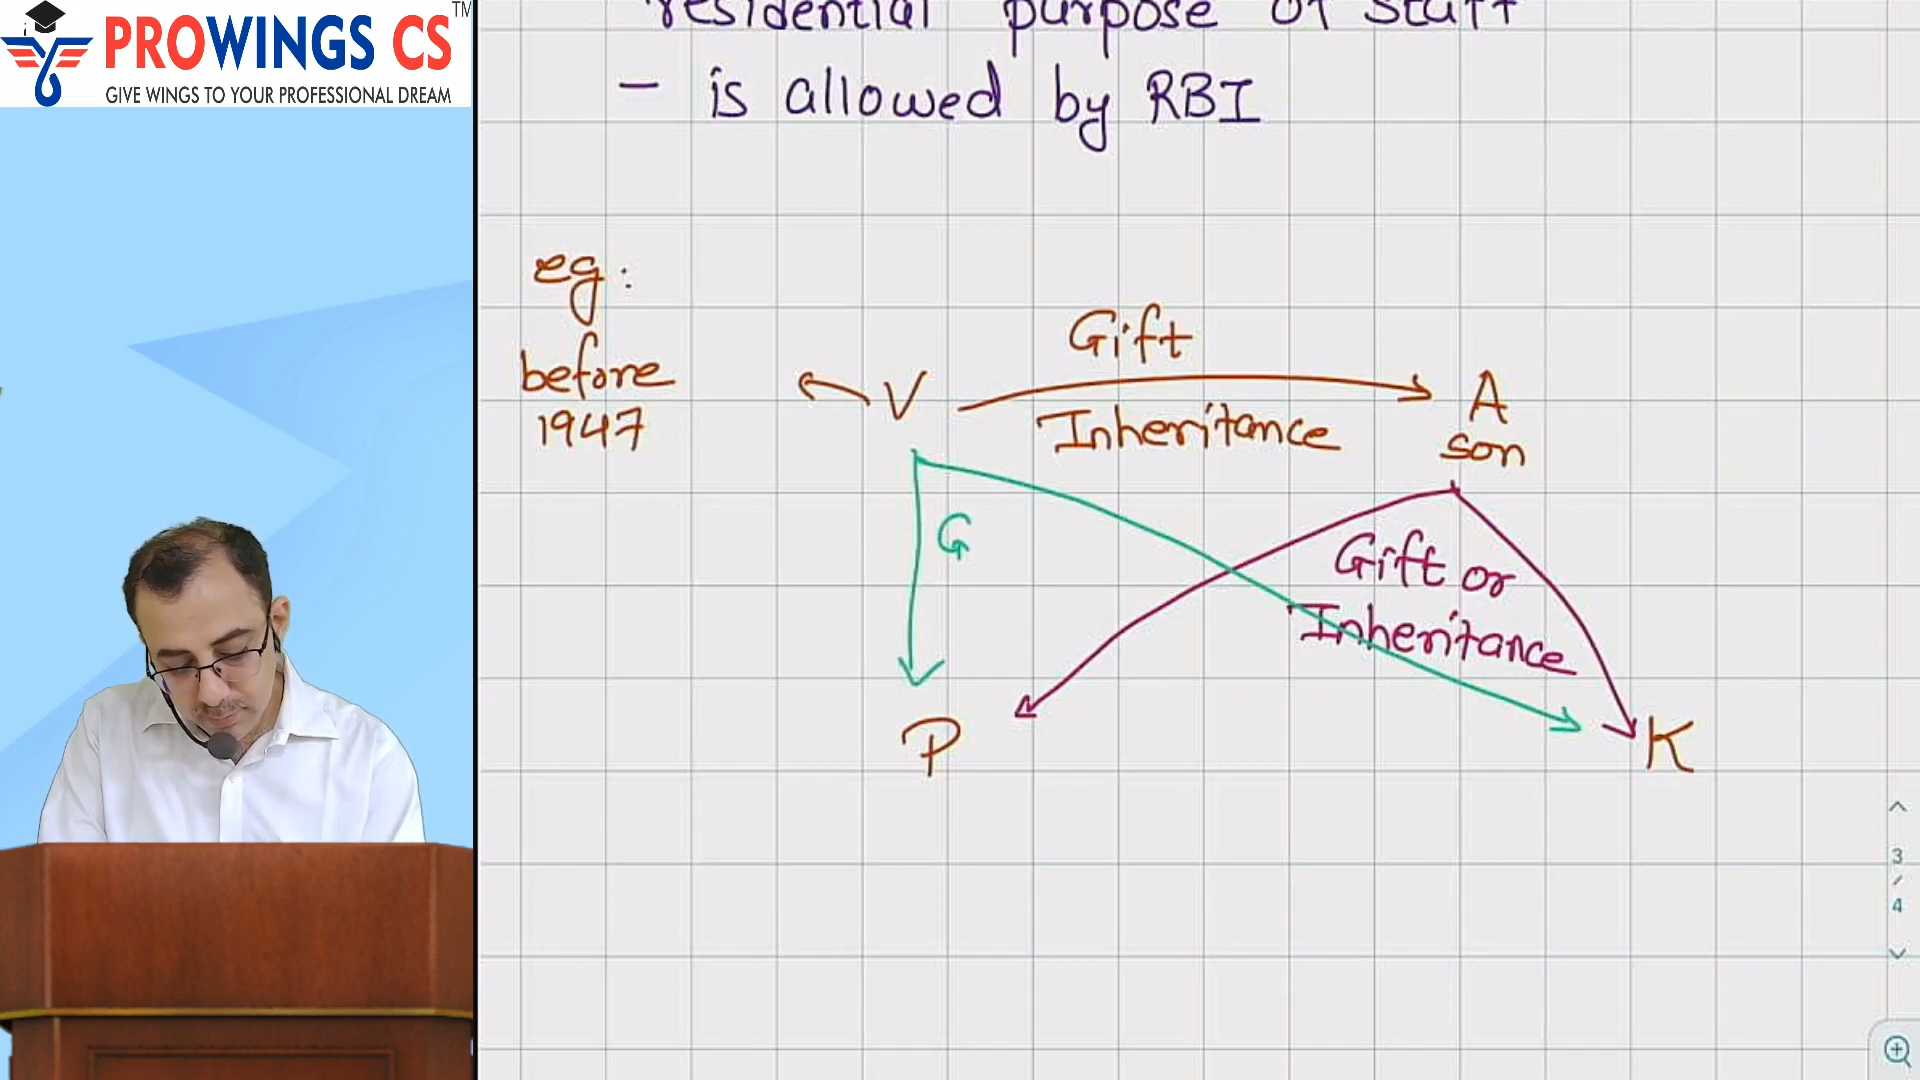 PROWINGS CS™
GIVE WINGS TO YOUR PROFESSIONAL DREAM
residential purpose of staff
- is allowed by RBI
eg:
before
1947
V
Gift
Inheritance
A
son
G
Gift or
Inheritance
P
K
3
/
4